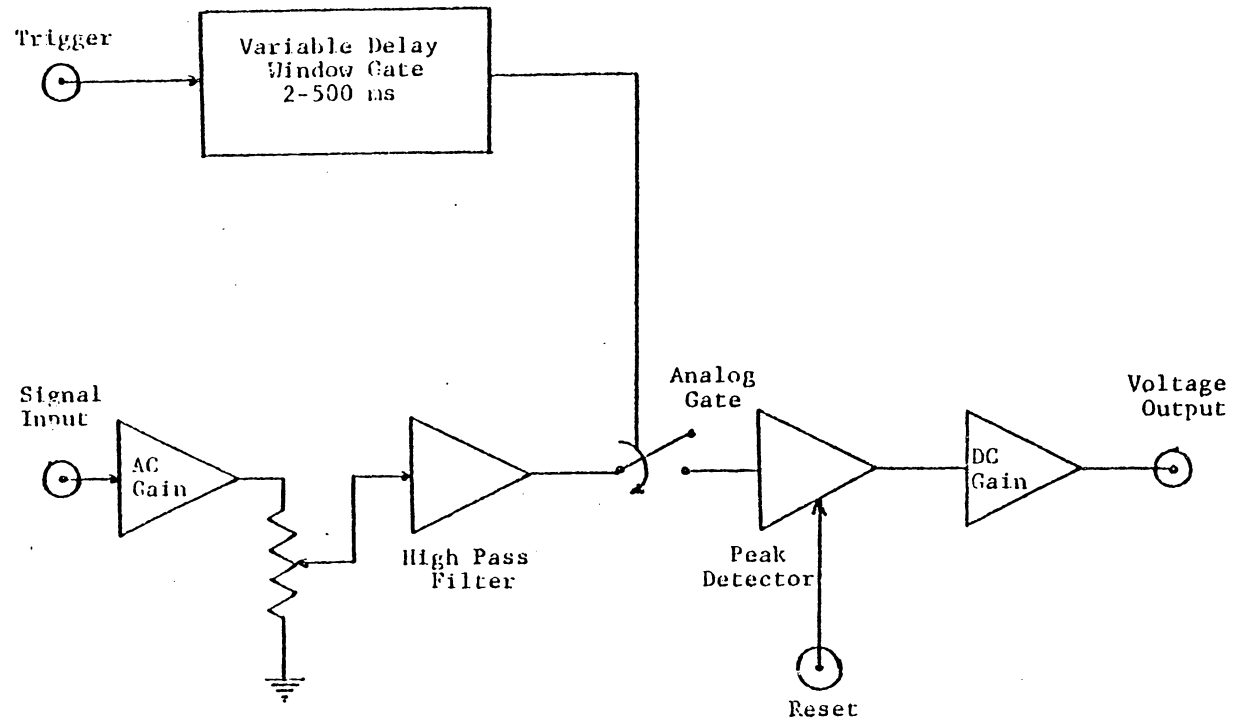 Trigger
Variable Delay
Window Gate
2-500 ms
Signal
Input
AC
Gain
High Pass
Filter
Analog
Gate
Peak
Detector
Reset
DC
Gain
Voltage
Output